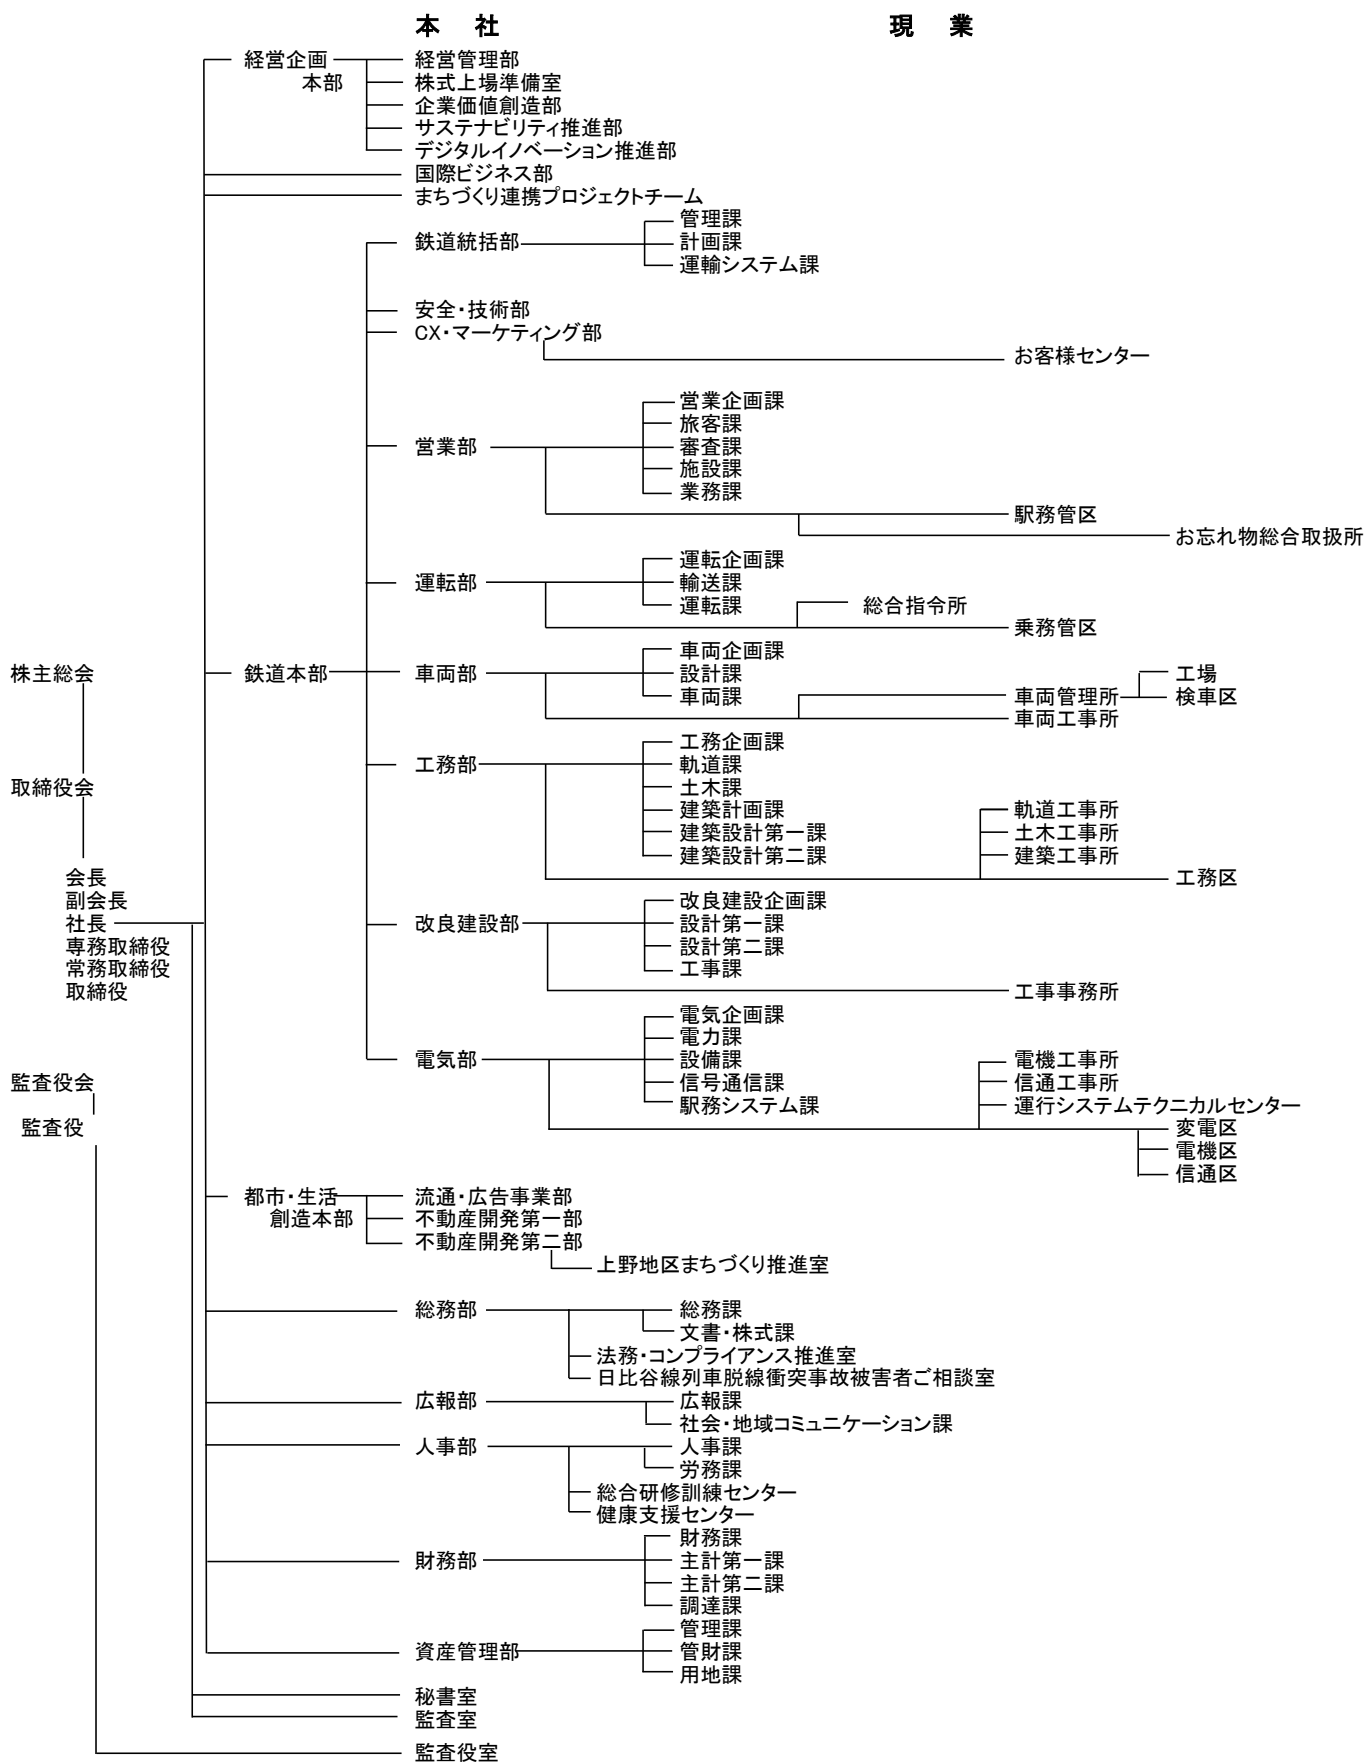 本 社 現 業
経営企画 経営管理部
本部 株式上場準備室
企業価値創造部
サステナビリティ推進部
デジタルイノベーション推進部
国際ビジネス部
まちづくり連携プロジェクトチーム
管理課
鉄道統括部 計画課
運輸システム課
安全・技術部
CX・マーケティング部
お客様センター
営業企画課
旅客課
営業部 審査課
施設課
業務課
駅務管区
お忘れ物総合取扱所
運転企画課
運転部 輸送課
運転課 総合指令所
乗務管区
車両企画課
株主総会 鉄道本部 車両部 設計課 工場
車両課 車両管理所 検車区
車両工事所
工務企画課
工務部 軌道課
取締役会 土木課
建築計画課 軌道工事所
建築設計第一課 土木工事所
建築設計第二課 建築工事所
会長 工務区
副会長 改良建設企画課
社長 改良建設部 設計第一課
専務取締役 設計第二課
常務取締役 工事課
取締役 工事事務所
電気企画課
電力課
電気部 設備課 電機工事所
監査役会 信号通信課 信通工事所
駅務システム課 運行システムテクニカルセンター
監査役 変電区
電機区
信通区
都市・生活 流通・広告事業部
創造本部 不動産開発第一部
不動産開発第二部
上野地区まちづくり推進室
総務部 総務課
文書・株式課
法務・コンプライアンス推進室
日比谷線列車脱線衝突事故被害者ご相談室
広報部 広報課
社会・地域コミュニケーション課
人事部 人事課
労務課
総合研修訓練センター
健康支援センター
財務課
財務部 主計第一課
主計第二課
調達課
管理課
資産管理部 管財課
用地課
秘書室
監査室
監査役室